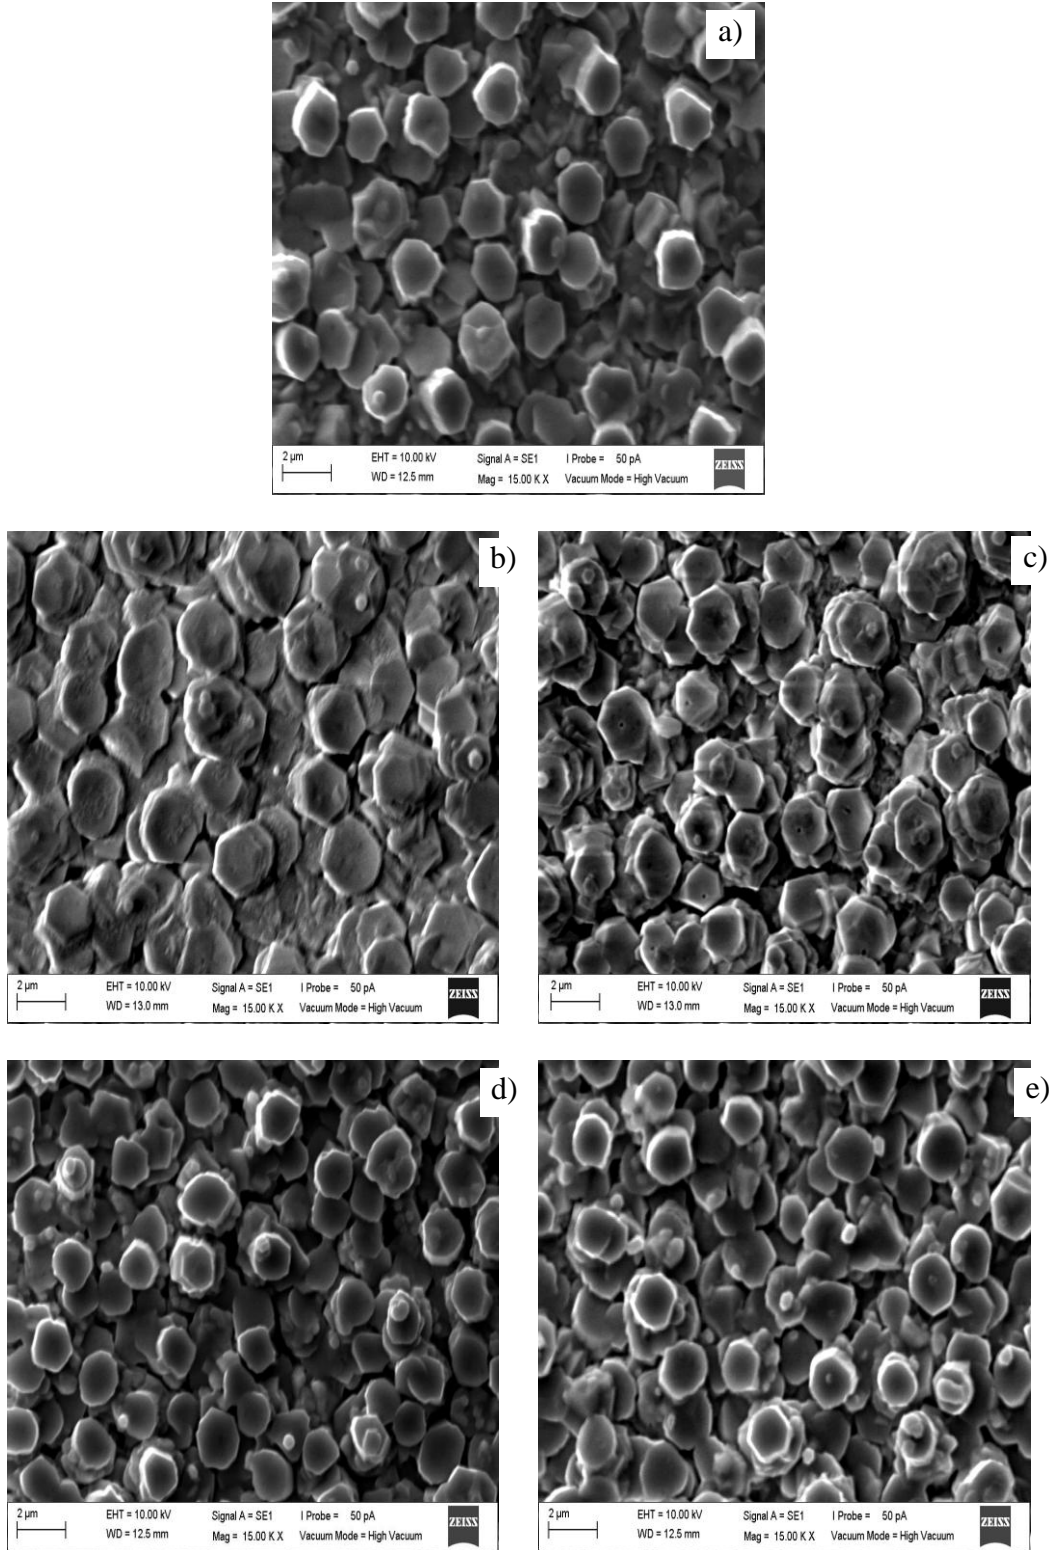 a)
2 µm EHT = 10.00 kV Signal A = SE1 I Probe = 50 pA ZEISS
WD = 12.5 mm Mag = 15.00 K X Vacuum Mode = High Vacuum
b)
2 µm EHT = 10.00 kV Signal A = SE1 I Probe = 50 pA ZEISS
WD = 13.0 mm Mag = 15.00 K X Vacuum Mode = High Vacuum
c)
2 µm EHT = 10.00 kV Signal A = SE1 I Probe = 50 pA ZEISS
WD = 13.0 mm Mag = 15.00 K X Vacuum Mode = High Vacuum
d)
2 µm EHT = 10.00 kV Signal A = SE1 I Probe = 50 pA ZEISS
WD = 12.5 mm Mag = 15.00 K X Vacuum Mode = High Vacuum
e)
2 µm EHT = 10.00 kV Signal A = SE1 I Probe = 50 pA ZEISS
WD = 12.5 mm Mag = 15.00 K X Vacuum Mode = High Vacuum